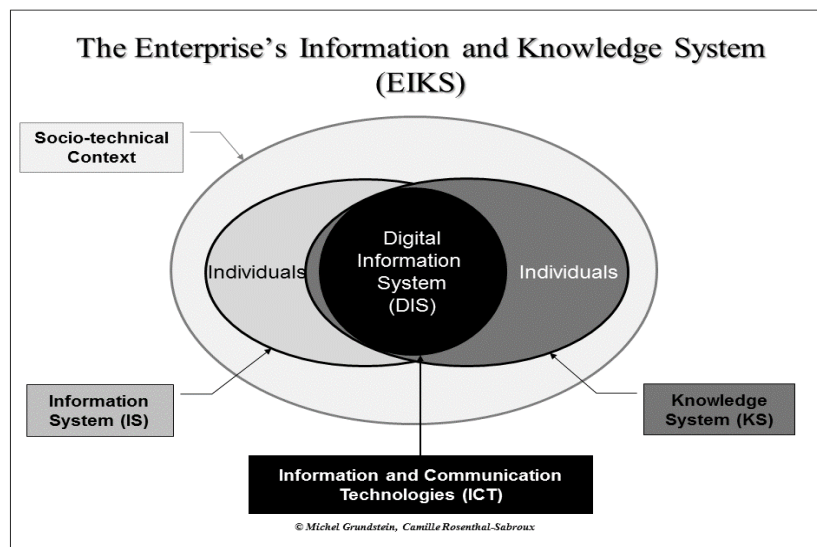 The Enterprise's Information and Knowledge System
(EIKS)
Socio-technical
Context
Individuals
Digital
Information
System
(DIS)
Individuals
Information
System (IS)
Knowledge
System (KS)
Information and Communication
Technologies (ICT)
© Michel Grundstein, Camille Rosenthal-Sabroux